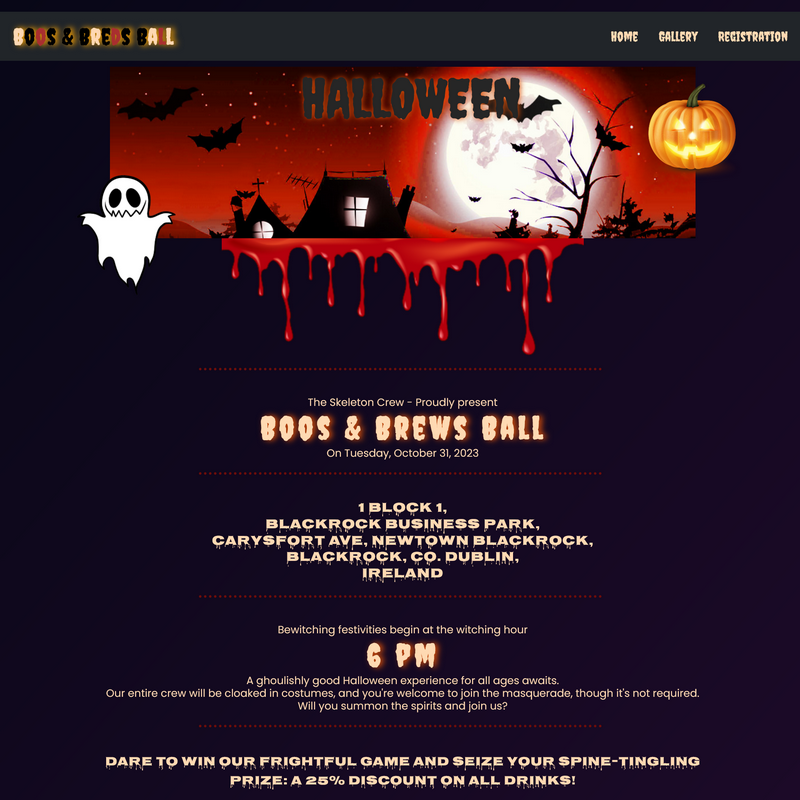 BOOS & BREWS BALL
HOME GALLERY REGISTRATION
HALLOWEEN
The Skeleton Crew - Proudly present
BOOS & BREWS BALL
On Tuesday, October 31, 2023
1 BLOCK 1,
BLACKROCK BUSINESS PARK,
CARYSFORT AVE, NEWTOWN BLACKROCK,
BLACKROCK, CO. DUBLIN,
IRELAND
Bewitching festivities begin at the witching hour
6 PM
A ghoulishly good Halloween experience for all ages awaits.
Our entire crew will be cloaked in costumes, and you're welcome to join the masquerade, though it's not required.
Will you summon the spirits and join us?
DARE TO WIN OUR FRIGHTFUL GAME AND SEIZE YOUR SPINE-TINGLING
PRIZE: A 25% DISCOUNT ON ALL DRINKS!